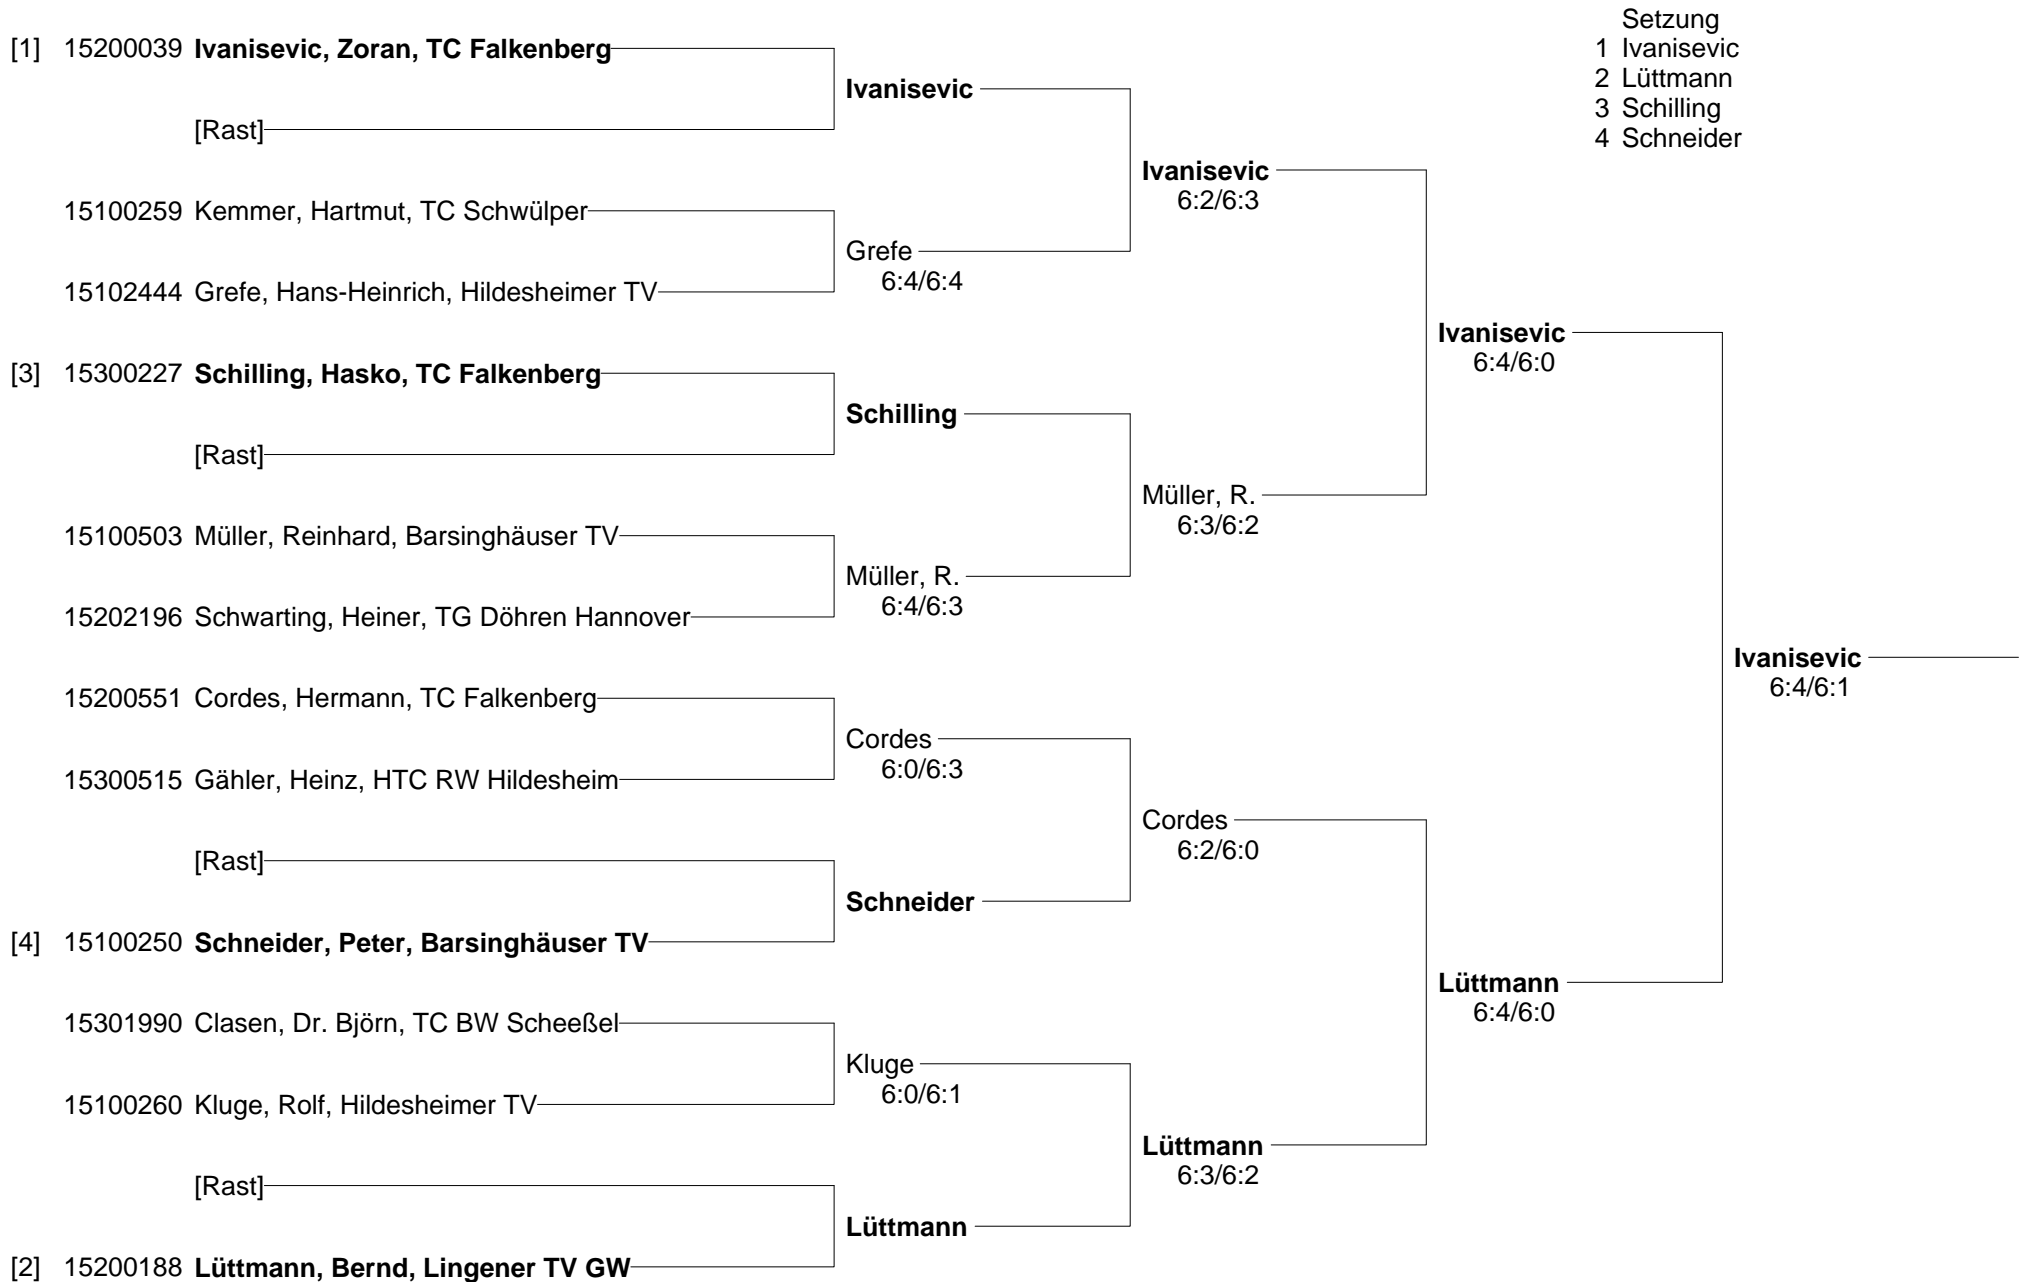 Setzung
1 Ivanisevic
2 Lüttmann
3 Schilling
4 Schneider
[1] 15200039 Ivanisevic, Zoran, TC Falkenberg
[Rast]
15100259 Kemmer, Hartmut, TC Schwülper
15102444 Grefe, Hans-Heinrich, Hildesheimer TV
[3] 15300227 Schilling, Hasko, TC Falkenberg
[Rast]
15100503 Müller, Reinhard, Barsinghäuser TV
15202196 Schwarting, Heiner, TG Döhren Hannover
15200551 Cordes, Hermann, TC Falkenberg
15300515 Gähler, Heinz, HTC RW Hildesheim
[Rast]
[4] 15100250 Schneider, Peter, Barsinghäuser TV
15301990 Clasen, Dr. Björn, TC BW Scheeßel
15100260 Kluge, Rolf, Hildesheimer TV
[Rast]
[2] 15200188 Lüttmann, Bernd, Lingener TV GW
Ivanisevic
Grefe
6:4/6:4
Schilling
Müller, R.
6:4/6:3
Cordes
6:0/6:3
Schneider
Kluge
6:0/6:1
Lüttmann
Ivanisevic
6:2/6:3
Müller, R.
6:3/6:2
Cordes
6:2/6:0
Lüttmann
6:3/6:2
Ivanisevic
6:4/6:0
Lüttmann
6:4/6:0
Ivanisevic
6:4/6:1